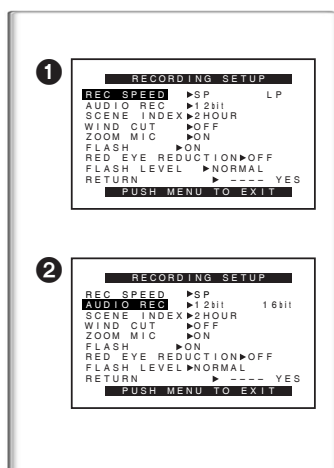 1
RECORDING SETUP
REC SPEED ▶SP LP
AUDIO REC ▶12bit
SCENE INDEX▶2HOUR
WIND CUT ▶OFF
ZOOM MIC ▶ON
FLASH ▶ON
RED EYE REDUCTION▶OFF
FLASH LEVEL ▶NORMAL
RETURN ▶ ---- YES
PUSH MENU TO EXIT
2
RECORDING SETUP
REC SPEED ▶SP
AUDIO REC ▶12bit 16bit
SCENE INDEX▶2HOUR
WIND CUT ▶OFF
ZOOM MIC ▶ON
FLASH ▶ON
RED EYE REDUCTION▶OFF
FLASH LEVEL▶NORMAL
RETURN ▶ ---- YES
PUSH MENU TO EXIT